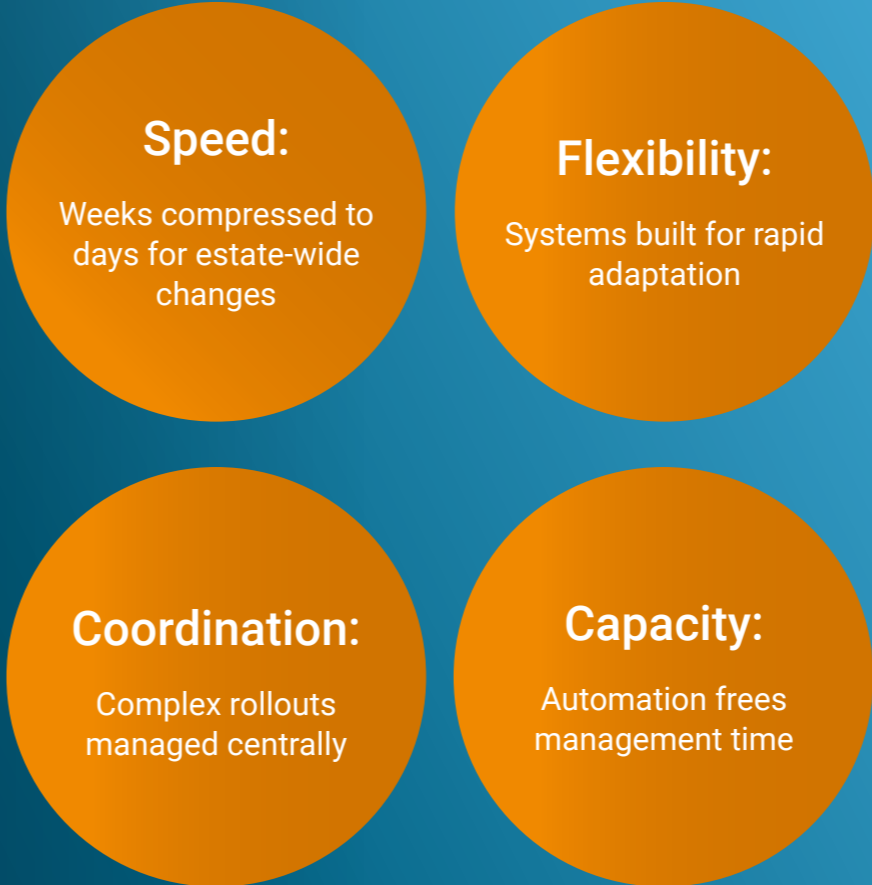 Speed:
Weeks compressed to
days for estate-wide
changes
Flexibility:
Systems built for rapid
adaptation
Coordination:
Complex rollouts
managed centrally
Capacity:
Automation frees
management time